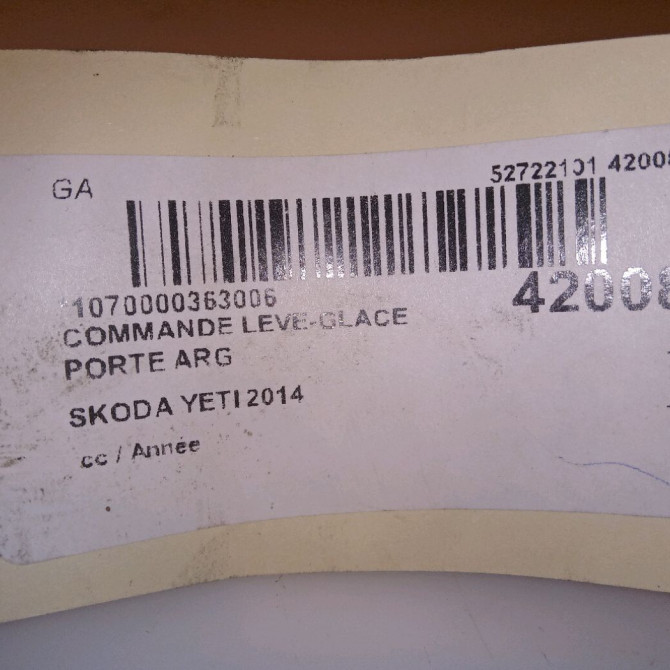 GA
52722101 42008
1070000363006
42008
COMMANDE LEVE-GLACE
PORTE ARG
SKODA YETI 2014
cc / Année